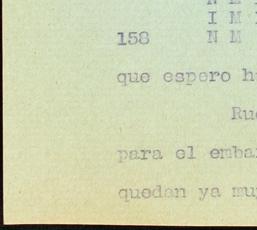 I M
158 N M
que espero h
Ru
para el emba
quedan ya mu